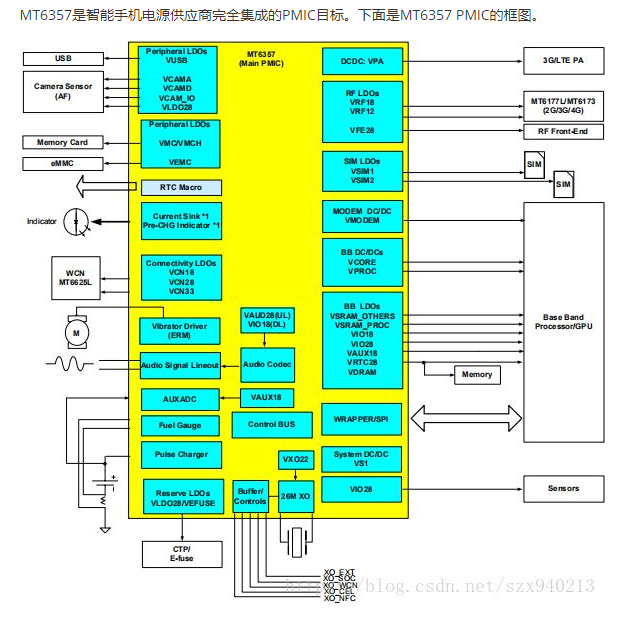 MT6357是智能手机电源供应商完全集成的PMIC目标。下面是MT6357 PMIC的框图。
MT6357
(Main PMIC)
USB
Camera Sensor
(AF)
Memory Card
eMMC
Indicator
WCN
MT6625L
M
Peripheral LDOs
VUSB
VCAMA
VCAMD
VCAM_IO
VLDO28
Peripheral LDOs
VMC/VMCH
VEMC
RTC Macro
Current Sink *1
Pre-CHG Indicator *1
Connectivity LDOs
VCN18
VCN28
VCN33
Vibrator Driver
(ERM)
Audio Signal Lineout
AUXADC
Fuel Gauge
Pulse Charger
Reserve LDOs
VLDO28/VEFUSE
CTP/
E-fuse
VAUD28(UL)
VIO18(DL)
Audio Codec
VAUX18
Control BUS
VXO22
Buffer/
Controls
26M XO
DCDC: VPA
RF LDOs
VRF18
VRF12
VFE28
SIM LDOs
VSIM1
VSIM2
MODEM DC/DC
VMODEM
BB DC/DCs
VCORE
VPROC
BB LDOs
VSRAM_OTHERS
VSRAM_PROC
VIO18
VIO28
VAUX18
VRTC28
VDRAM
WRAPPER/SPI
System DC/DC
VS1
VIO28
3G/LTE PA
MT6177L/MT6173
(2G/3G/4G)
RF Front-End
SIM
SIM
Base Band
Processor/GPU
Memory
Sensors
XO_EXT
XO_SOC
XO_WCN
XO_CEL
XO_NFC
http://blog.csdn.net/szx940213